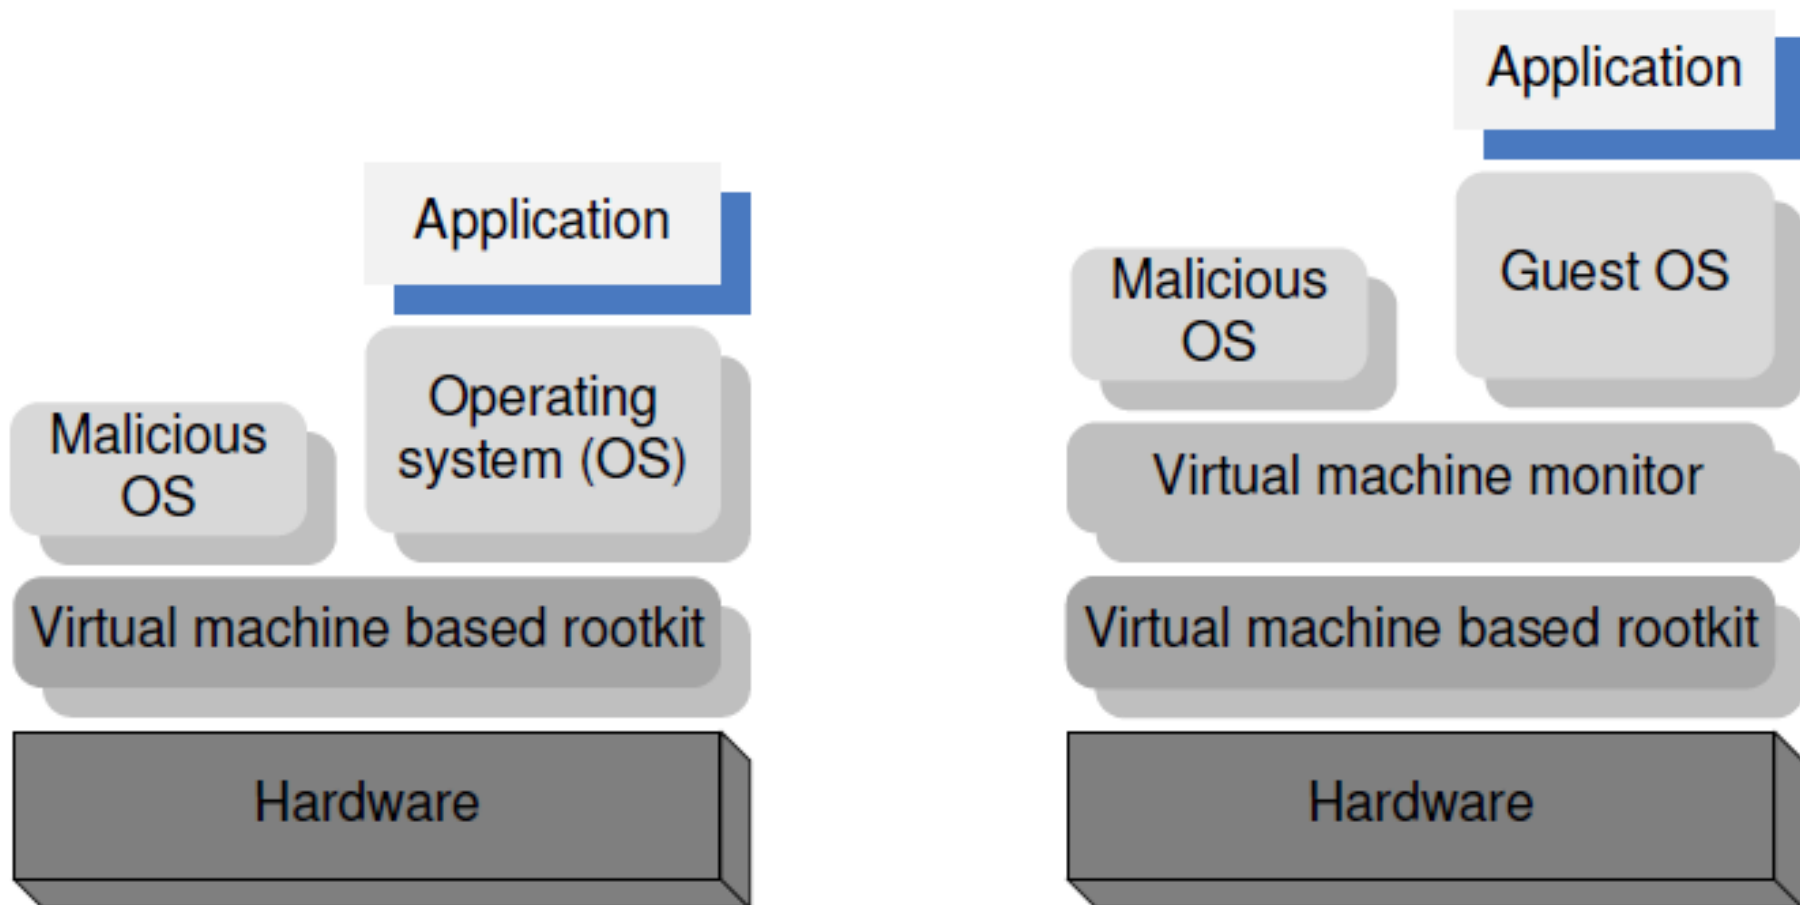 Application
Operating
system (OS)
Malicious
OS
Virtual machine based rootkit
Hardware
Application
Guest OS
Malicious
OS
Virtual machine monitor
Virtual machine based rootkit
Hardware